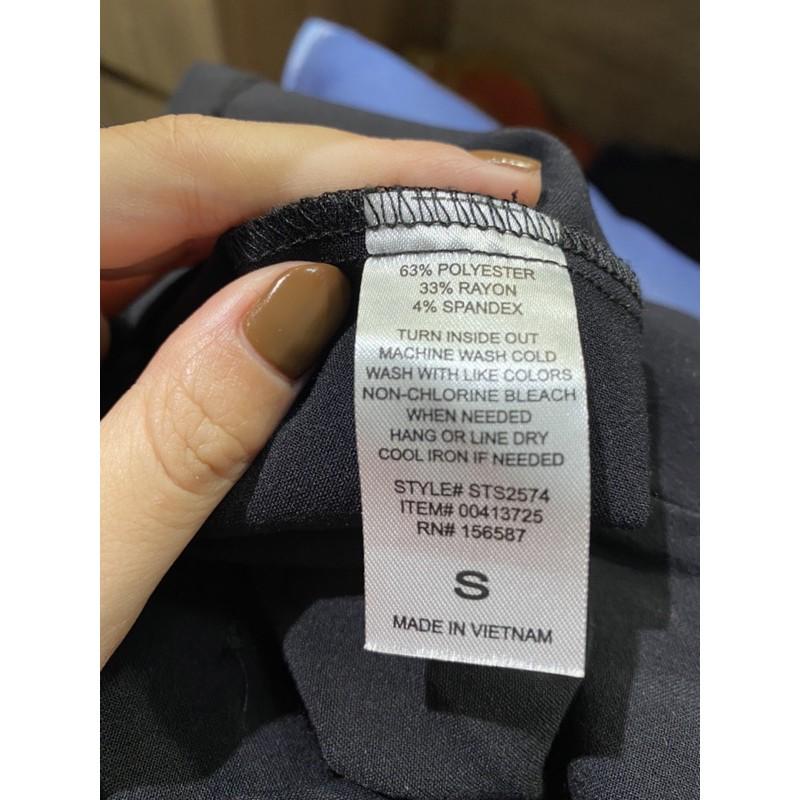 63% POLYESTER
33% RAYON
4% SPANDEX
TURN INSIDE OUT
MACHINE WASH COLD
WASH WITH LIKE COLORS
NON-CHLORINE BLEACH
WHEN NEEDED
HANG OR LINE DRY
COOL IRON IF NEEDED
STYLE# STS2574
ITEM# 00413725
RN# 156587
S
MADE IN VIETNAM